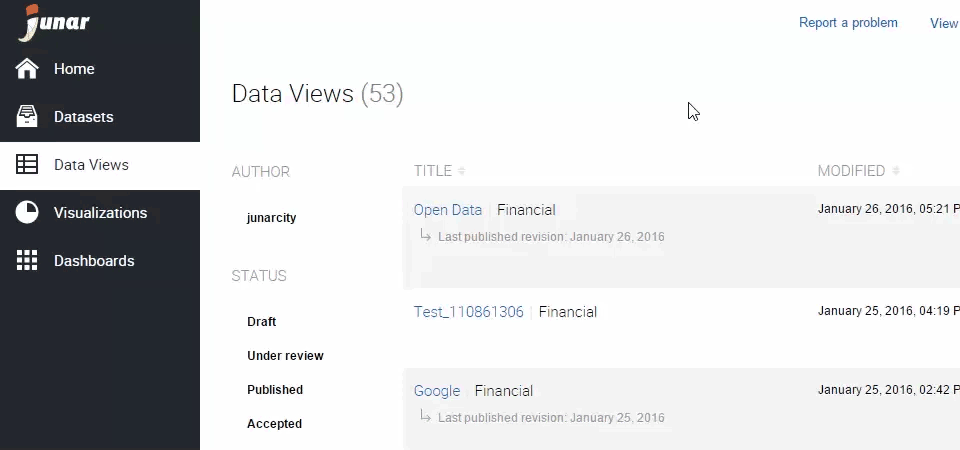 junar
Report a problem
View
Home
Datasets
Data Views
Visualizations
Dashboards
Data Views (53)
AUTHOR
junarcity
STATUS
Draft
Under review
Published
Accepted
TITLE
MODIFIED
Open Data Financial
January 26, 2016, 05:21 P
Last published revision: January 26, 2016
Test_110861306 Financial
January 25, 2016, 04:19 P
Google Financial
January 25, 2016, 02:42 P
Last published revision: January 25, 2016